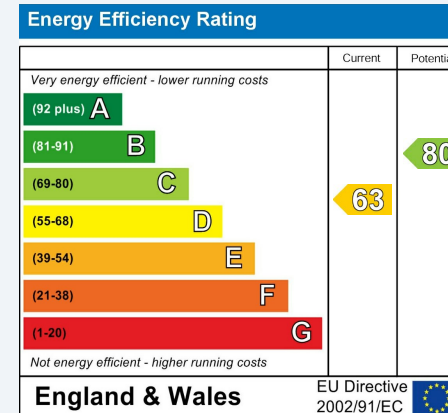 Energy Efficiency Rating
Current
Very energy efficient - lower running costs
(92 plus) A
(81-91) B
80
(69-80) C
63
(55-68) D
(39-54) E
(21-38) F
(1-20) G
Not energy efficient - higher running costs
England & Wales
EU Directive
2002/91/EC